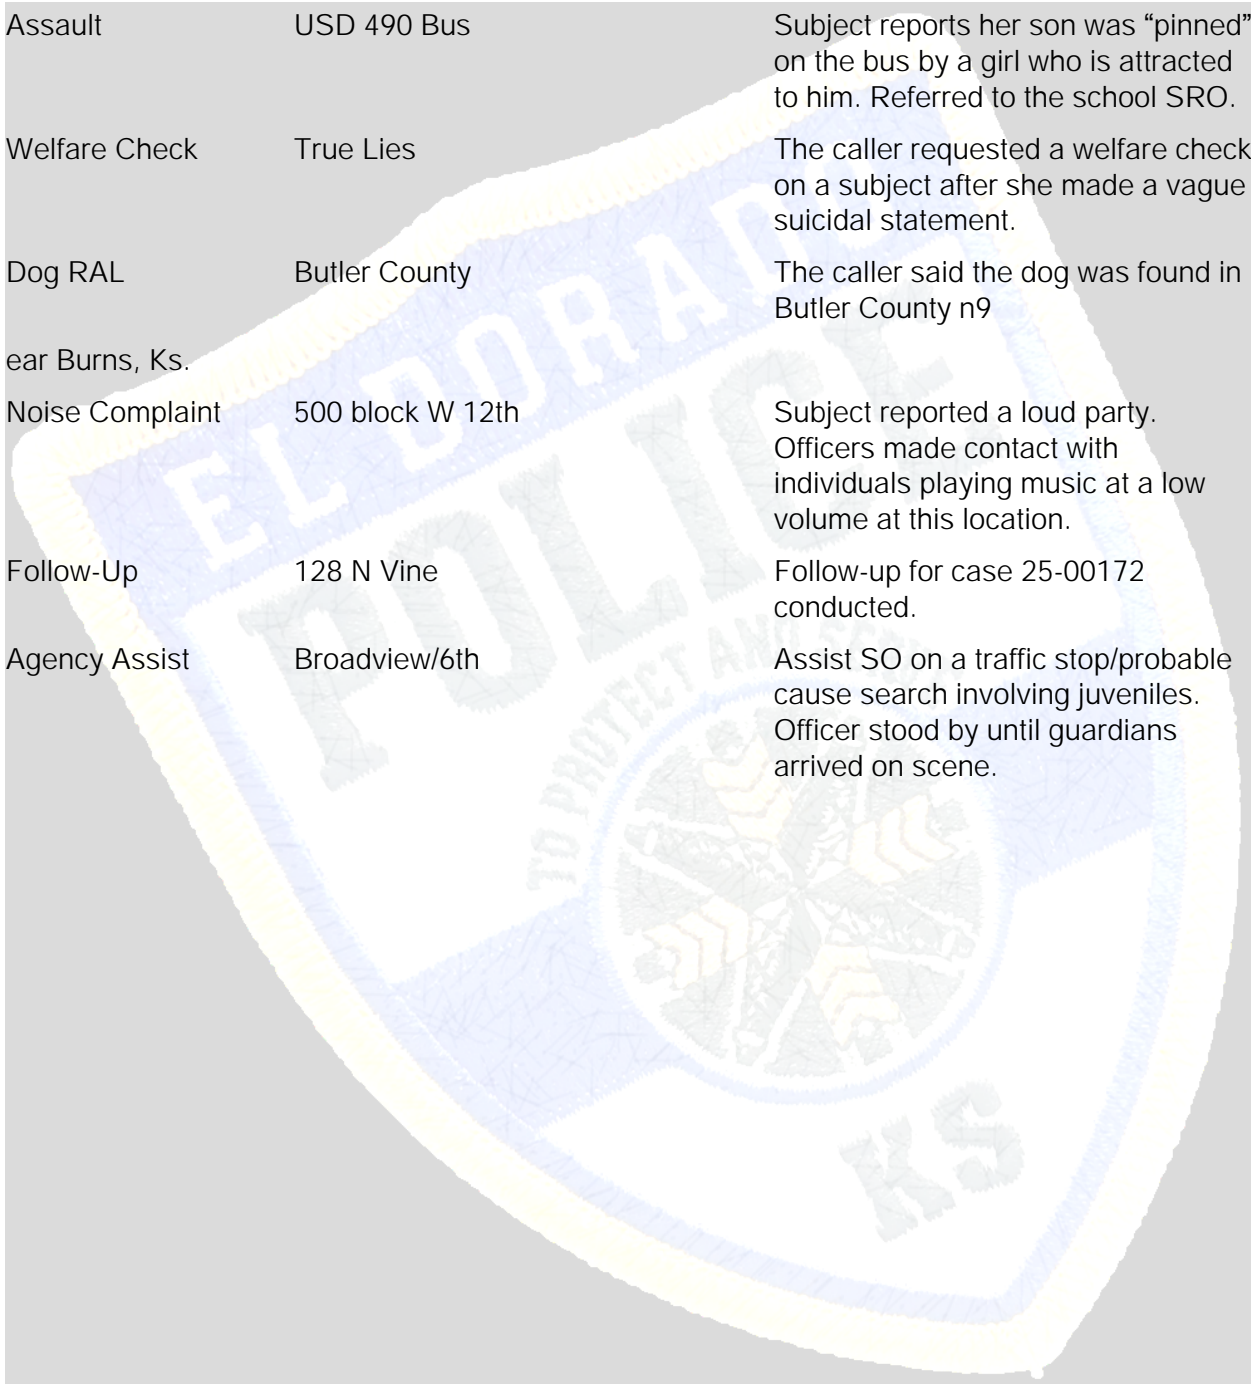 Assault USD 490 Bus Subject reports her son was “pinned”
on the bus by a girl who is attracted
to him. Referred to the school SRO.
Welfare Check True Lies The caller requested a welfare check
on a subject after she made a vague
suicidal statement.
Dog RAL Butler County The caller said the dog was found in
Butler County n9
ear Burns, Ks.
Noise Complaint 500 block W 12th Subject reported a loud party.
Officers made contact with
individuals playing music at a low
volume at this location.
Follow-Up 128 N Vine Follow-up for case 25-00172
conducted.
Agency Assist Broadview/6th Assist SO on a traffic stop/probable
cause search involving juveniles.
Officer stood by until guardians
arrived on scene.
EL DORADO
POLICE
TO PROTECT AND SERVE
KS